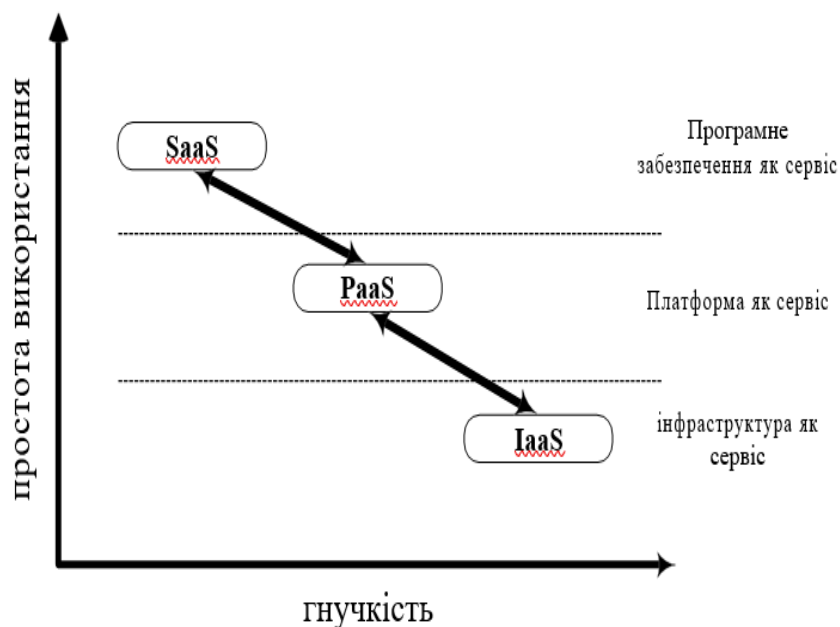 простота використання
SaaS
Програмне
забезпечення як сервіс
PaaS
Платформа як сервіс
IaaS
інфраструктура як
сервіс
гнучкість